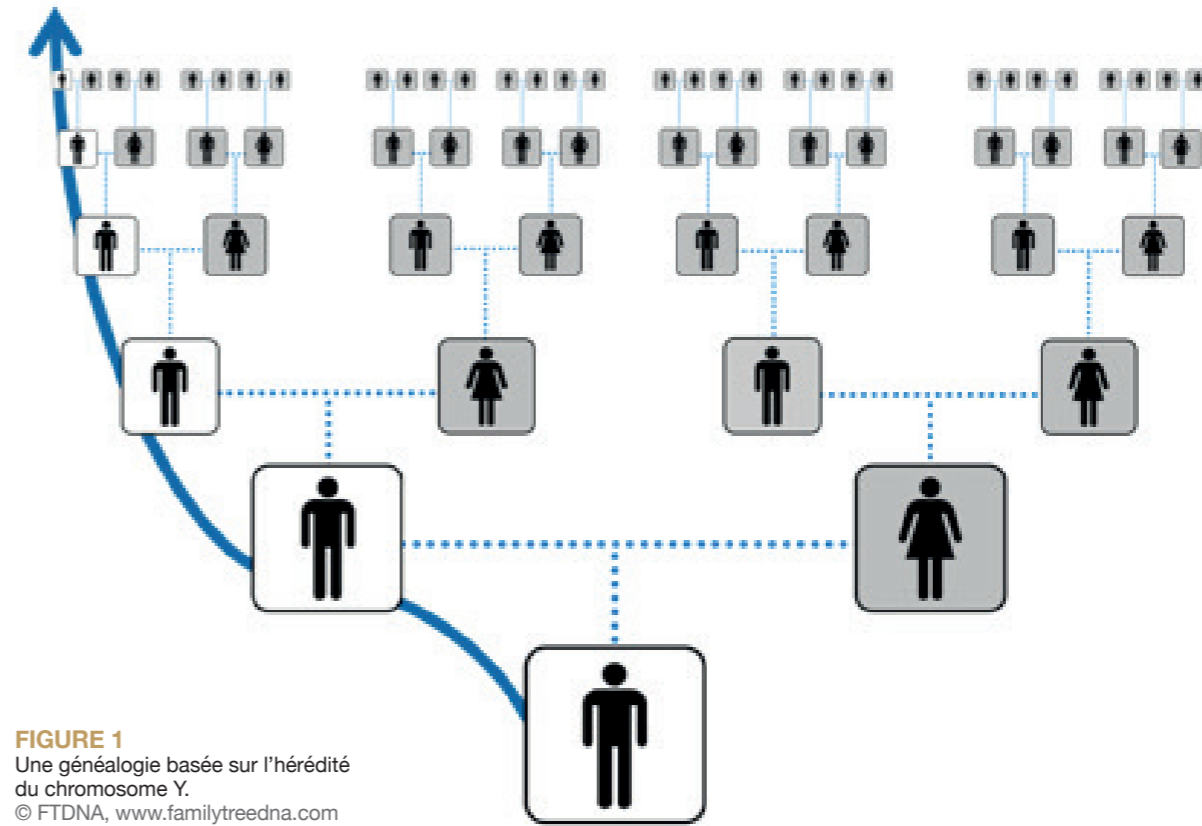 FIGURE 1
Une généalogie basée sur l'hérédité
du chromosome Y.
© FTDNA, www.familytreedna.com